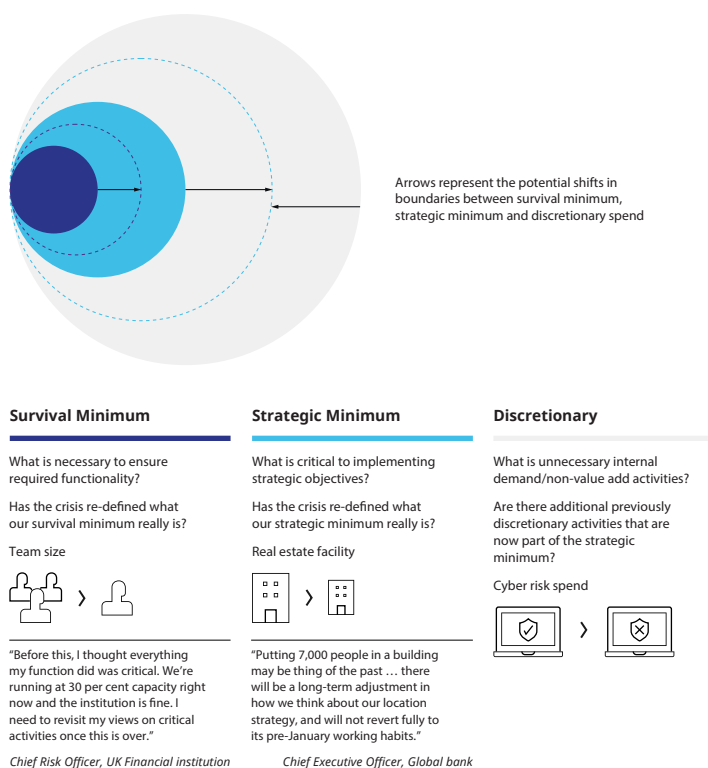 Arrows represent the potential shifts in
boundaries between survival minimum,
strategic minimum and discretionary spend
Survival Minimum
What is necessary to ensure
required functionality?
Has the crisis re-defined what
our survival minimum really is?
Team size
“Before this, I thought everything
my function did was critical. We’re
running at 30 per cent capacity right
now and the institution is fine. I
need to revisit my views on critical
activities once this is over.”
Chief Risk Officer, UK Financial institution
Strategic Minimum
What is critical to implementing
strategic objectives?
Has the crisis re-defined what
our strategic minimum really is?
Real estate facility
“Putting 7,000 people in a building
may be thing of the past … there
will be a long-term adjustment in
how we think about our location
strategy, and will not revert fully to
its pre-January working habits.”
Chief Executive Officer, Global bank
Discretionary
What is unnecessary internal
demand/non-value add activities?
Are there additional previously
discretionary activities that are
now part of the strategic
minimum?
Cyber risk spend